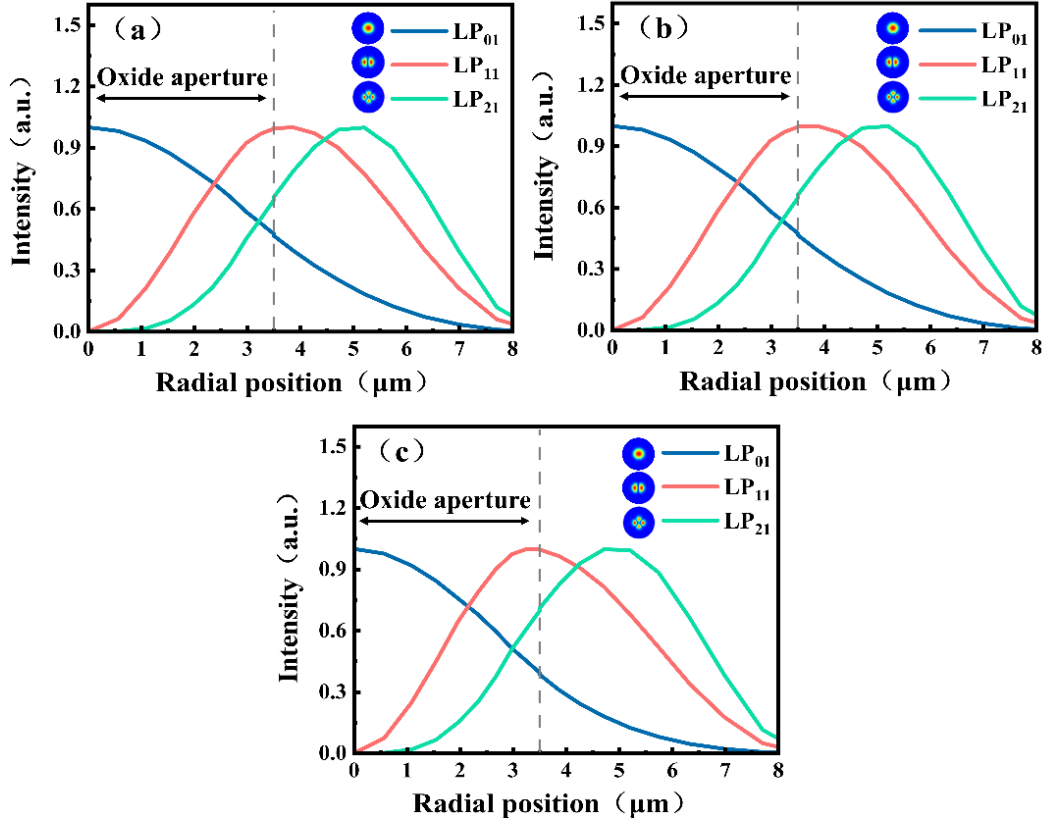 （a）
LP01
LP11
LP21
Oxide aperture
Intensity（a.u.）
1.5
1.2
0.9
0.6
0.3
0.0
0 1 2 3 4 5 6 7 8
Radial position（μm）
（b）
LP01
LP11
LP21
Oxide aperture
Intensity（a.u.）
1.5
1.2
0.9
0.6
0.3
0.0
0 1 2 3 4 5 6 7 8
Radial position（μm）
（c）
LP01
LP11
LP21
Oxide aperture
Intensity（a.u.）
1.5
1.2
0.9
0.6
0.3
0.0
0 1 2 3 4 5 6 7 8
Radial position（μm）